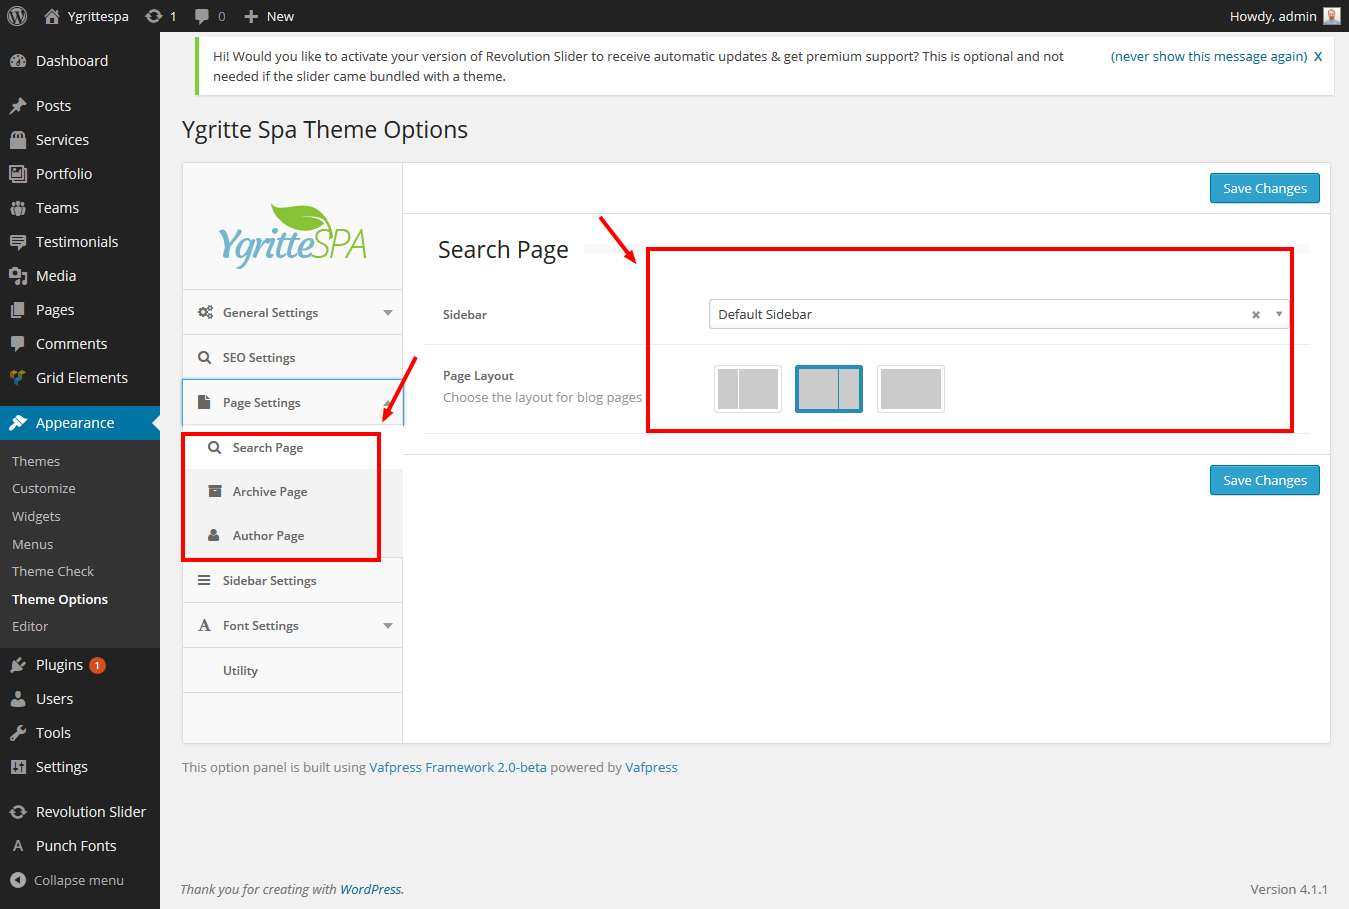 Ygrittespa
1
0
New
Howdy, admin
Dashboard
Posts
Services
Portfolio
Teams
Testimonials
Media
Pages
Comments
Grid Elements
Appearance
Themes
Customize
Widgets
Menus
Theme Check
Theme Options
Editor
Plugins 1
Users
Tools
Settings
Revolution Slider
Punch Fonts
Collapse menu
Hi! Would you like to activate your version of Revolution Slider to receive automatic updates & get premium support? This is optional and not
needed if the slider came bundled with a theme.
(never show this message again) X
Ygritte Spa Theme Options
YgritteSPA
General Settings
SEO Settings
Page Settings
Search Page
Archive Page
Author Page
Sidebar Settings
Font Settings
Utility
Save Changes
Search Page
Sidebar
Default Sidebar
Page Layout
Choose the layout for blog pages
Save Changes
This option panel is built using Vafpress Framework 2.0-beta powered by Vafpress
Thank you for creating with WordPress.
Version 4.1.1